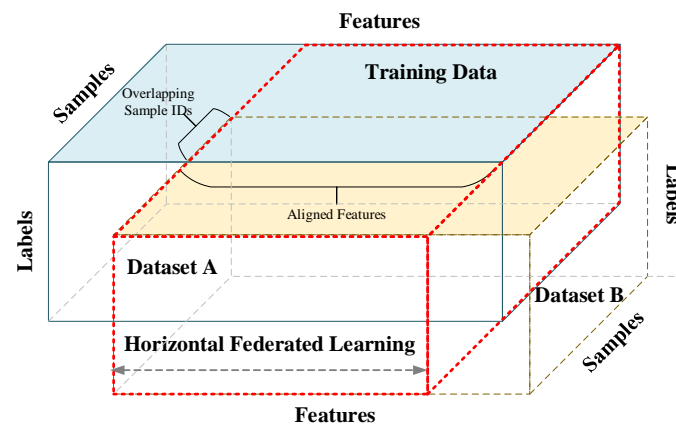 Features
Training Data
Samples
Overlapping
Sample IDs
Aligned Features
Labels
Labels
Dataset A
Dataset B
Horizontal Federated Learning
Samples
Features